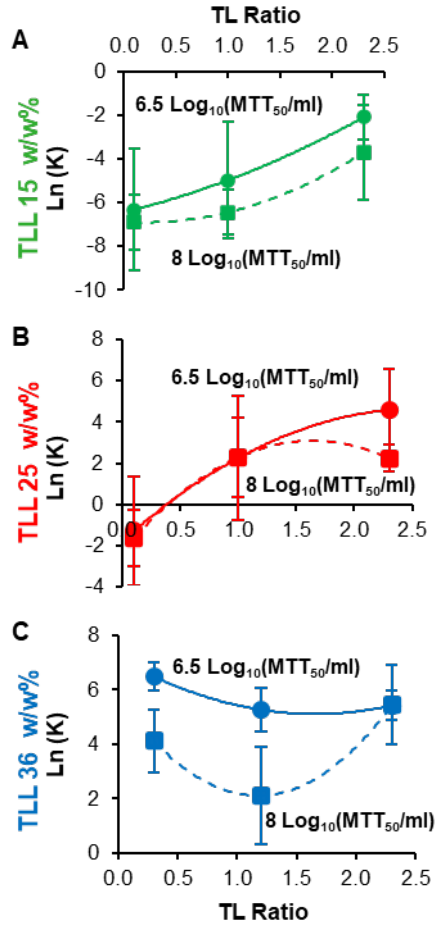 TL Ratio
A
0.0 0.5 1.0 1.5 2.0 2.5
TLL 15 w/w%
Ln (K)
-2
-4
-6
-8
-10
6.5 Log₁₀(MTT₅₀/ml)
8 Log₁₀(MTT₅₀/ml)
B
TLL 25 w/w%
Ln (K)
8
6
4
2
0
-2
-4
6.5 Log₁₀(MTT₅₀/ml)
8 Log₁₀(MTT₅₀/ml)
0.0 0.5 1.0 1.5 2.0 2.5
C
TLL 36 w/w%
Ln (K)
8
6
4
2
0
6.5 Log₁₀(MTT₅₀/ml)
8 Log₁₀(MTT₅₀/ml)
0.0 0.5 1.0 1.5 2.0 2.5
TL Ratio